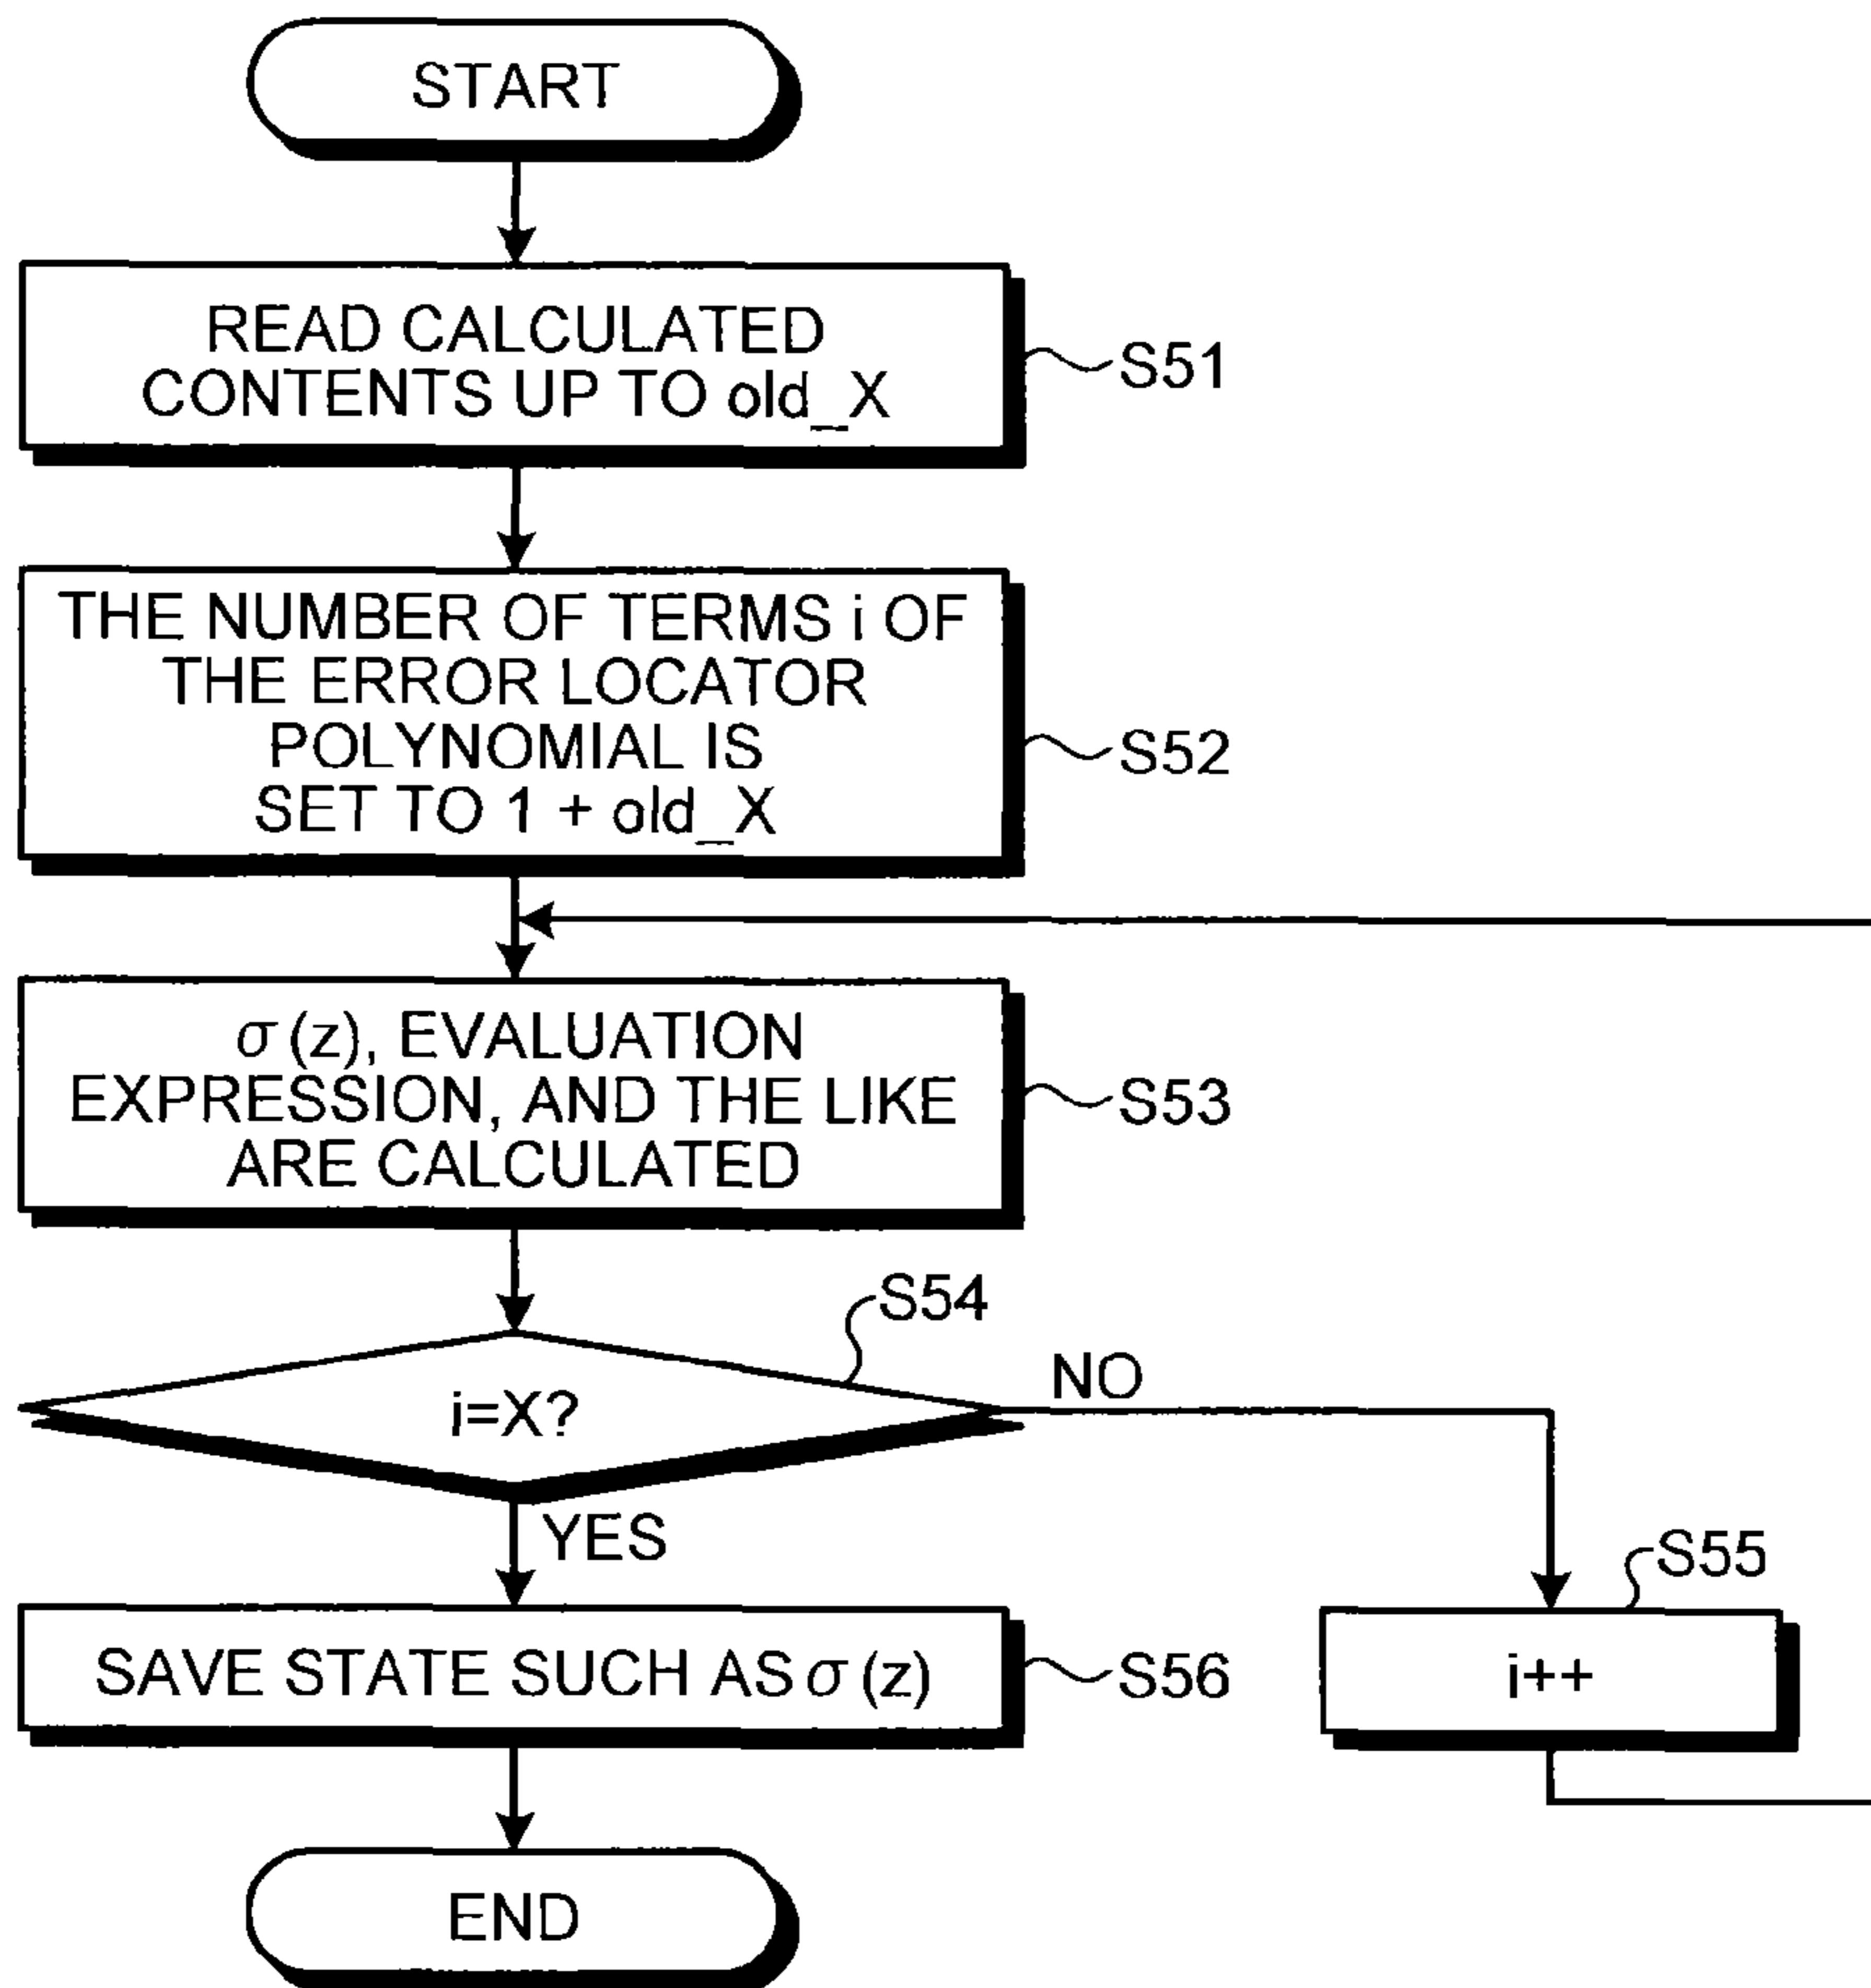 START
READ CALCULATED
CONTENTS UP TO old_X
S51
THE NUMBER OF TERMS i OF
THE ERROR LOCATOR
POLYNOMIAL IS
SET TO 1 + old_X
S52
σ (z), EVALUATION
EXPRESSION, AND THE LIKE
ARE CALCULATED
S53
S54
i=X?
NO
YES
S55
i++
SAVE STATE SUCH AS σ (z)
S56
END